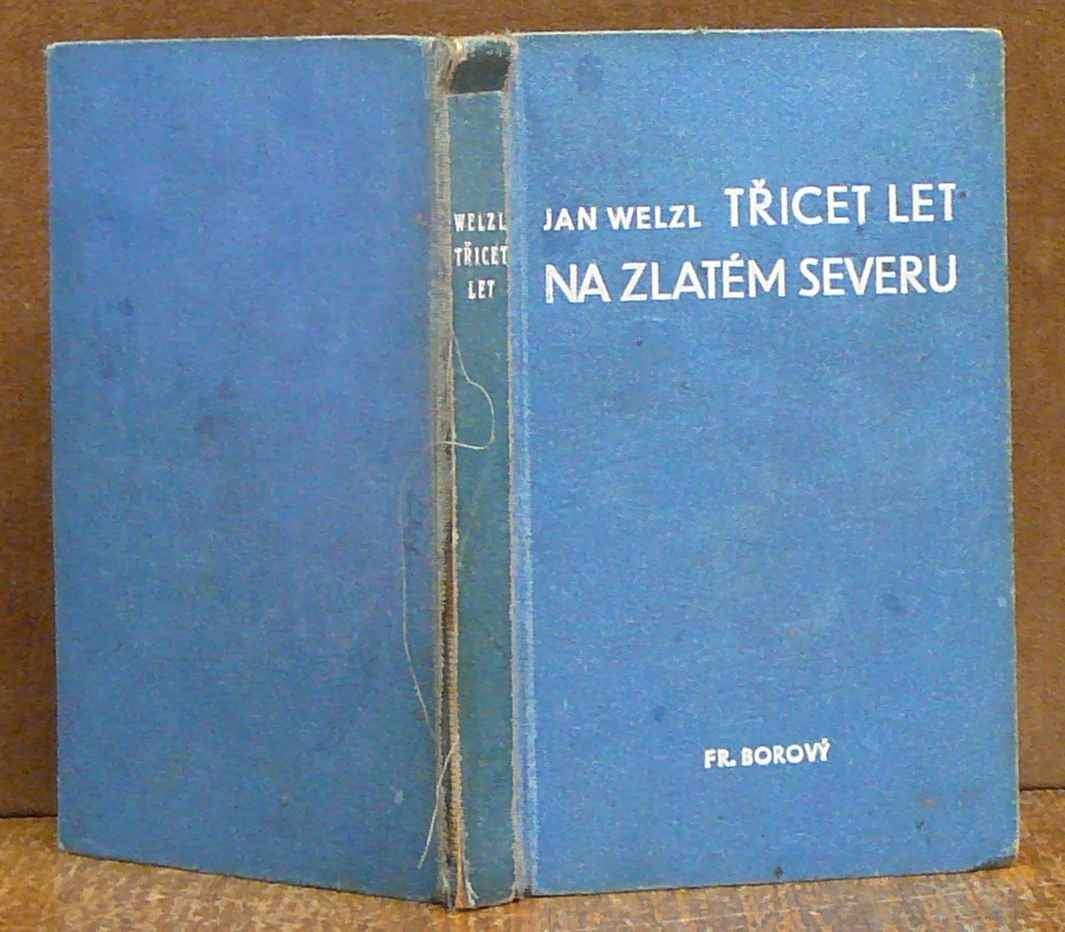 WELZL
TŘICET
LET
JAN WELZL TŘICET LET
NA ZLATÉM SEVERU
FR. BOROVÝ